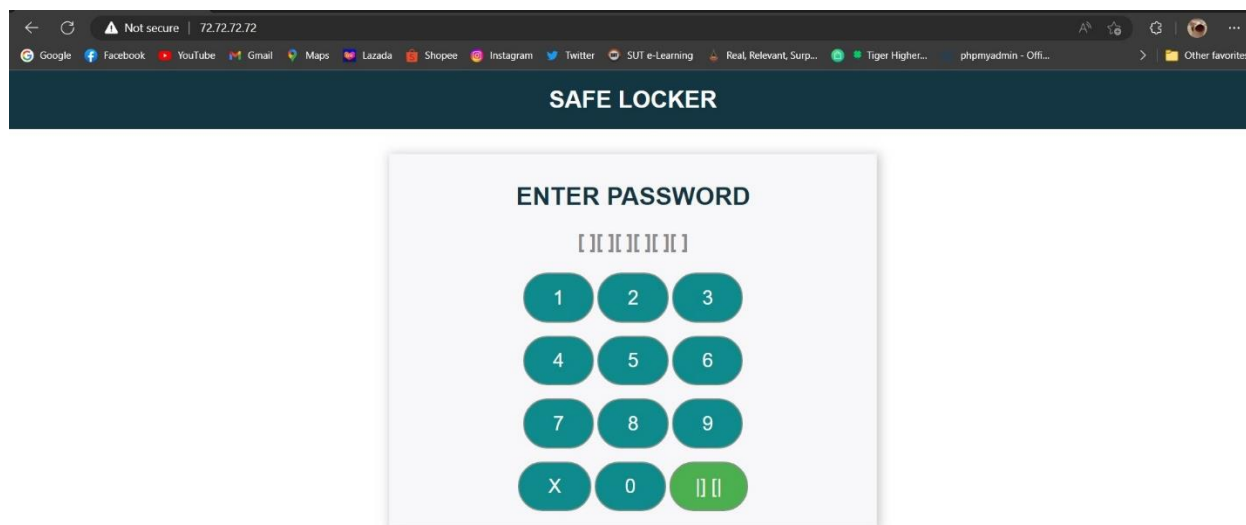 Not secure | 72.72.72.72
Google Facebook YouTube Gmail Maps Lazada Shopee Instagram Twitter SUT e-Learning Real, Relevant, Surp... Tiger Higher... phpmyadmin - Offi... Other favorites
SAFE LOCKER
ENTER PASSWORD
[ ][ ][ ][ ][ ][ ]
1 2 3
4 5 6
7 8 9
X 0 |] [|